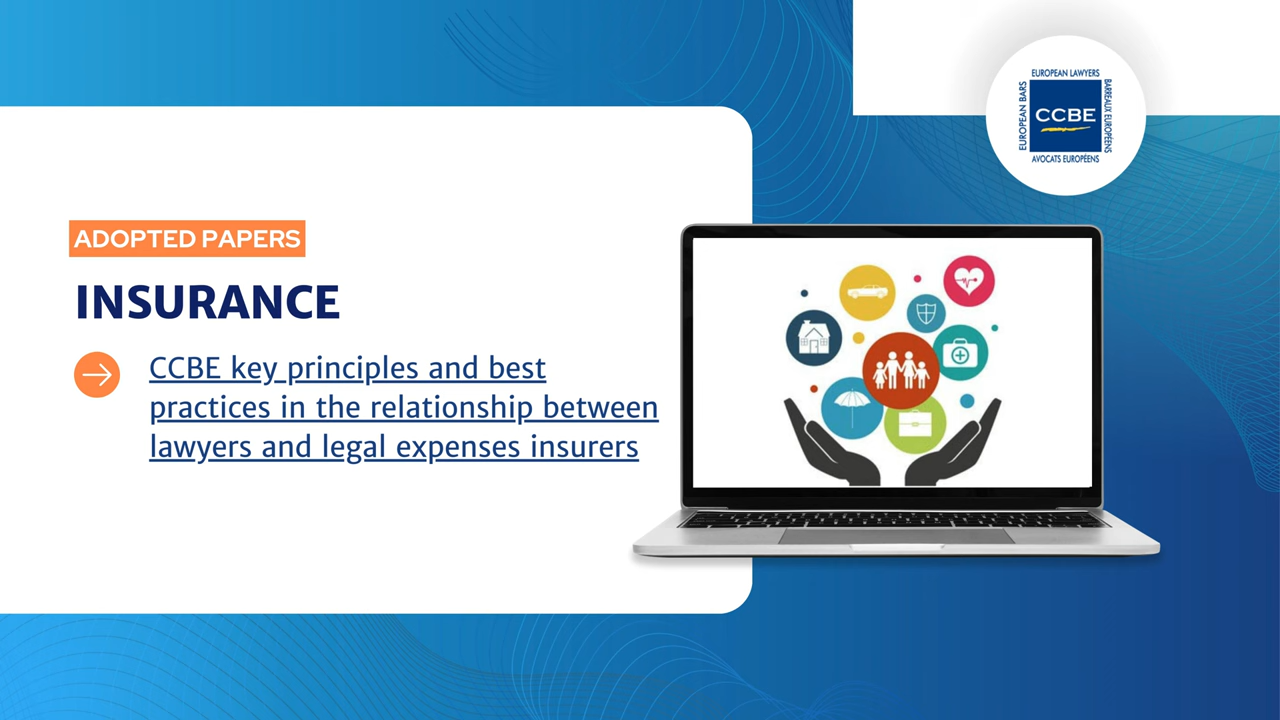 EUROPEAN LAWYERS
EUROPEAN BARS
CCBE
BARREAUX EUROPÉENS
AVOCATS EUROPÉENS
ADOPTED PAPERS
INSURANCE
CCBE key principles and best
practices in the relationship between
lawyers and legal expenses insurers